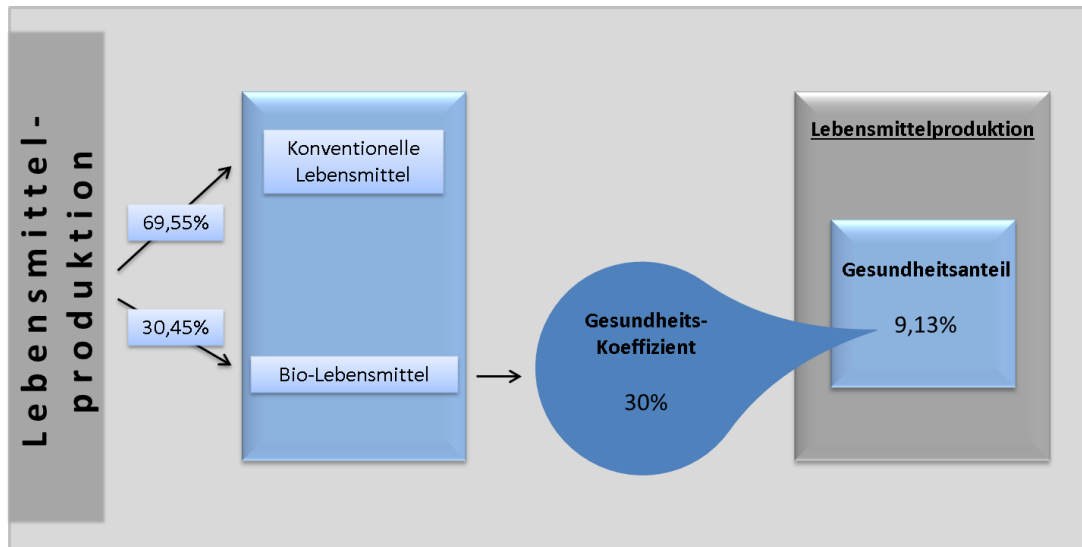 Lebensmittel-
produktion
69,55%
30,45%
Konventionelle
Lebensmittel
Bio-Lebensmittel
Gesundheits-
Koeffizient
30%
Lebensmittelproduktion
Gesundheitsanteil
9,13%